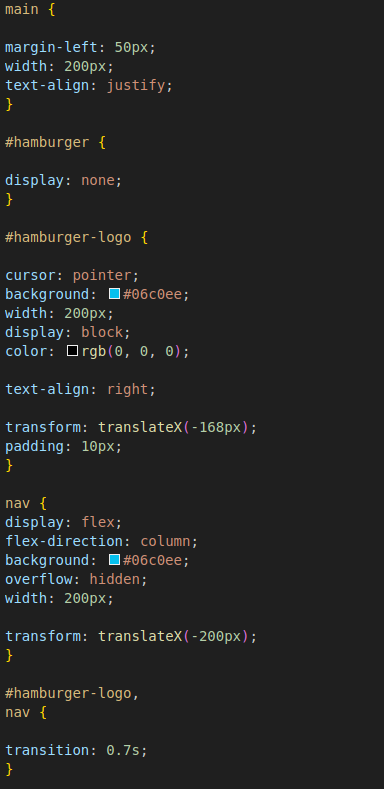 main {
margin-left: 50px;
width: 200px;
text-align: justify;
}
#hamburger {
display: none;
}
#hamburger-logo {
cursor: pointer;
background: #06c0ee;
width: 200px;
display: block;
color: rgb(0, 0, 0);
text-align: right;
transform: translateX(-168px);
padding: 10px;
}
nav {
display: flex;
flex-direction: column;
background: #06c0ee;
overflow: hidden;
width: 200px;
transform: translateX(-200px);
}
#hamburger-logo,
nav {
transition: 0.7s;
}